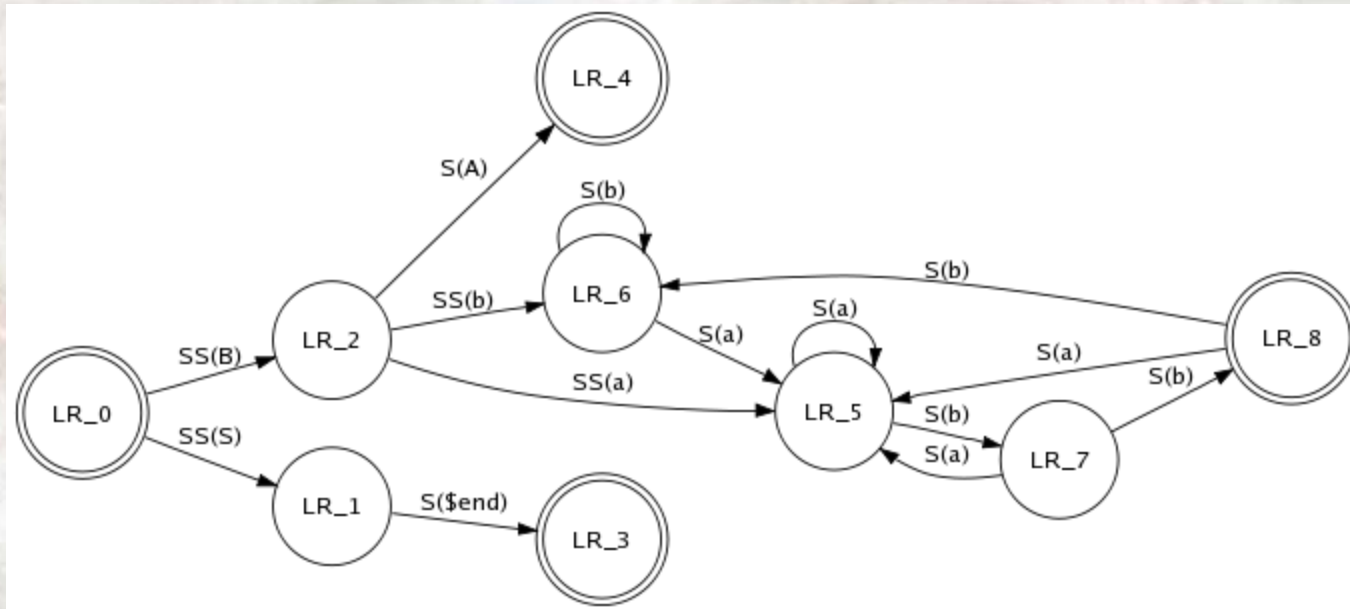 LR_4
S(A)
S(b)
S(b)
LR_6
SS(b)
S(a)
S(a)
LR_2
LR_8
SS(B)
S(a)
S(b)
SS(a)
LR_0
LR_5
S(b)
SS(S)
S(a)
LR_7
LR_1
S($end)
LR_3